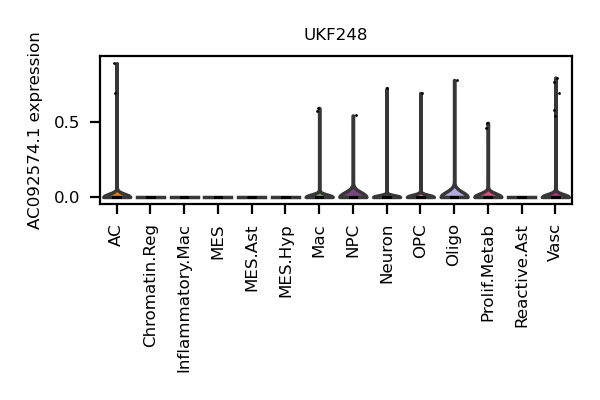 UKF248
AC092574.1 expression
0.5
0.0
AC
Chromatin.Reg
Inflammatory.Mac
MES
MES.Ast
MES.Hyp
Mac
NPC
Neuron
OPC
Oligo
Prolif.Metab
Reactive.Ast
Vasc